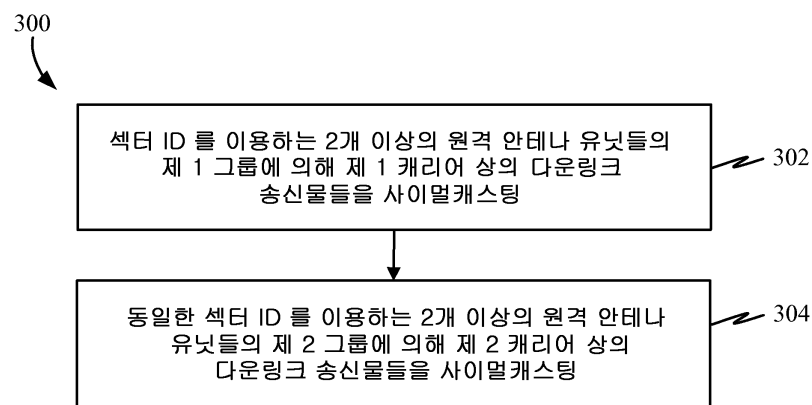 300
섹터 ID 를 이용하는 2개 이상의 원격 안테나 유닛들의
제 1 그룹에 의해 제 1 캐리어 상의 다운링크
송신물들을 사이멀캐스팅
302
동일한 섹터 ID 를 이용하는 2개 이상의 원격 안테나
유닛들의 제 2 그룹에 의해 제 2 캐리어 상의
다운링크 송신물들을 사이멀캐스팅
304